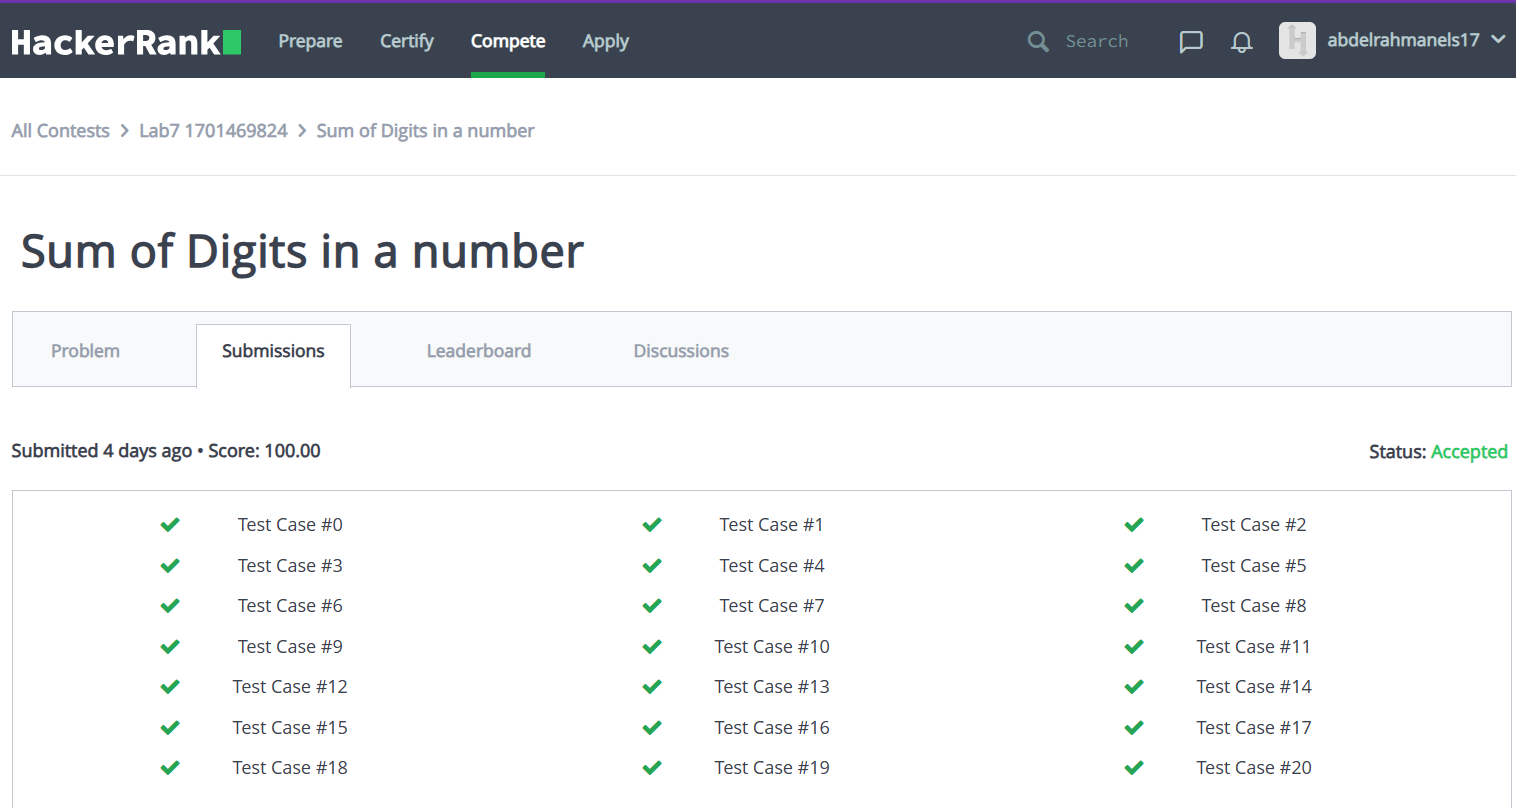 HackerRank Prepare Certify Compete Apply Search abdelrahmanels17
All Contests > Lab7 1701469824 > Sum of Digits in a number
Sum of Digits in a number
Problem Submissions Leaderboard Discussions
Submitted 4 days ago • Score: 100.00 Status: Accepted
Test Case #0 Test Case #1 Test Case #2
Test Case #3 Test Case #4 Test Case #5
Test Case #6 Test Case #7 Test Case #8
Test Case #9 Test Case #10 Test Case #11
Test Case #12 Test Case #13 Test Case #14
Test Case #15 Test Case #16 Test Case #17
Test Case #18 Test Case #19 Test Case #20